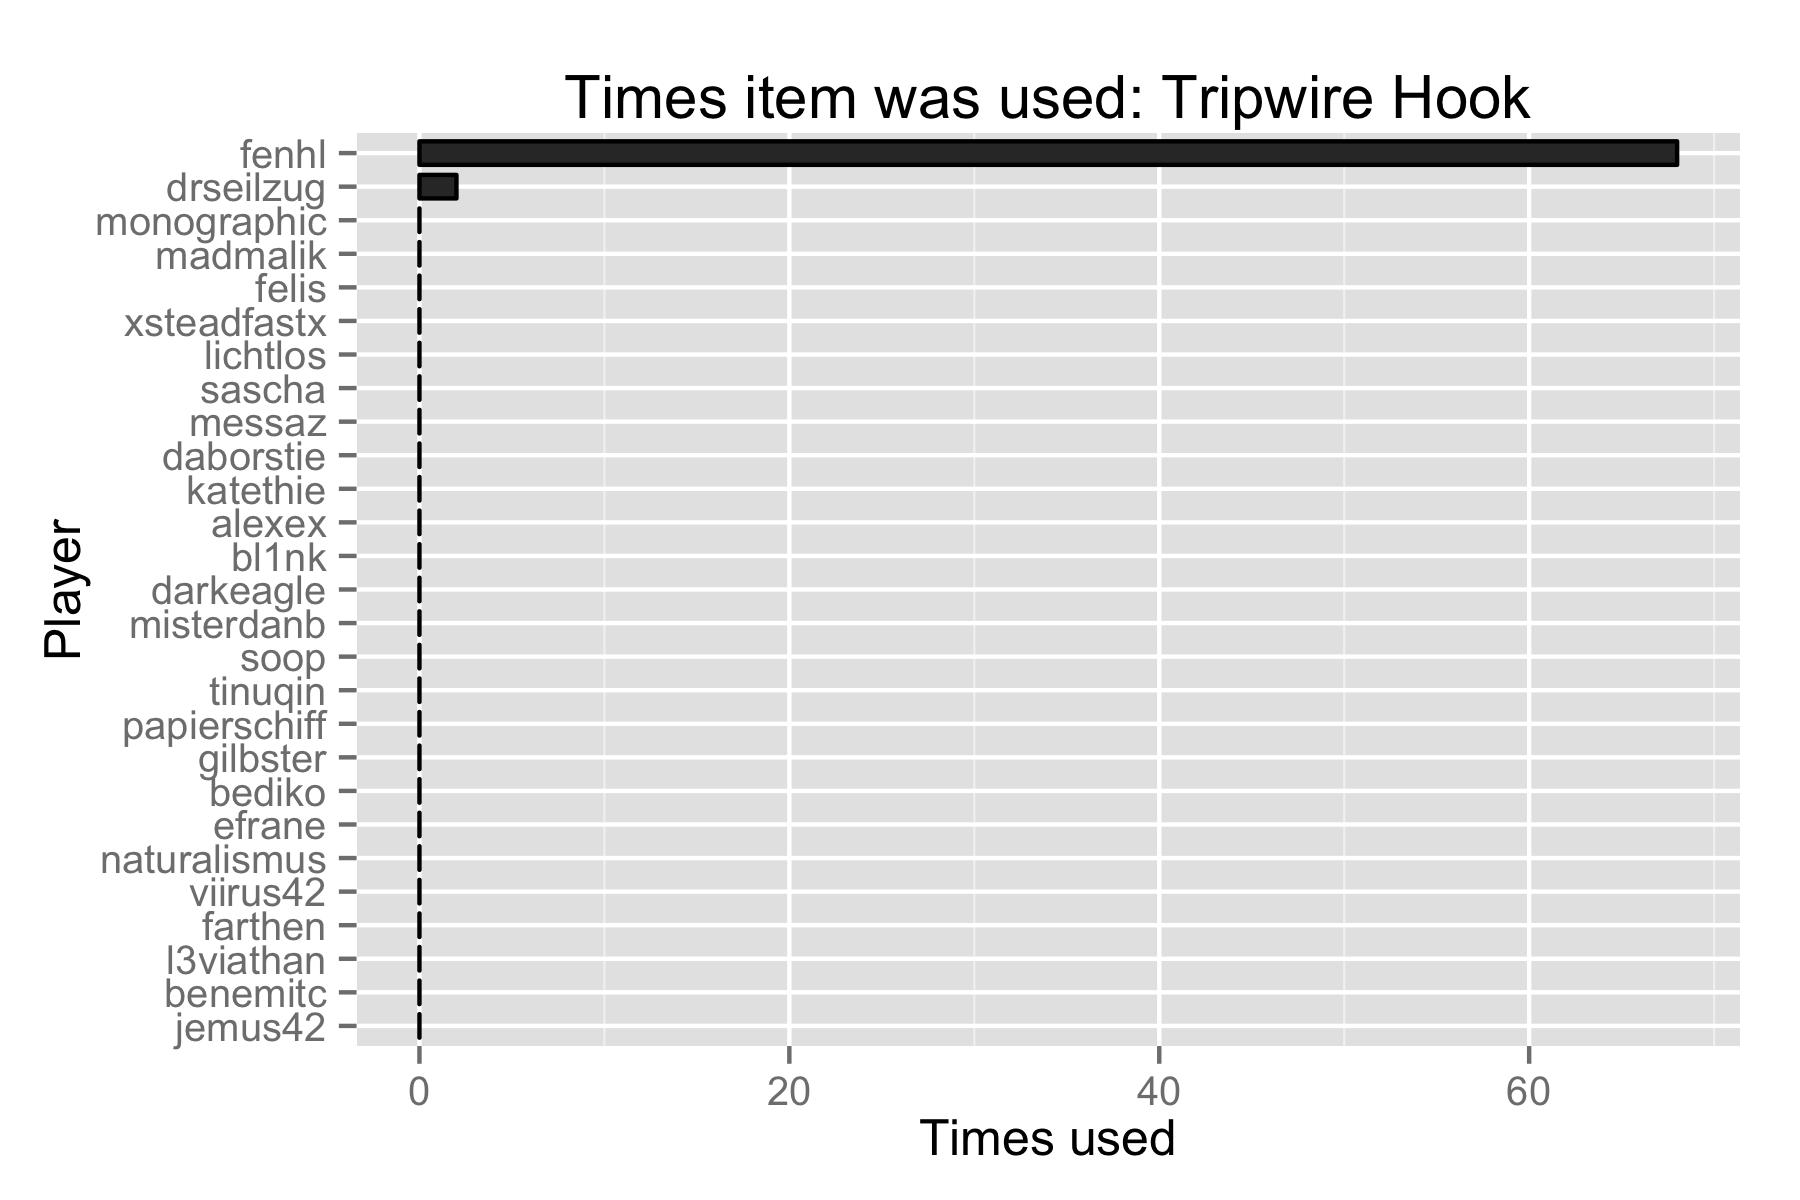 Times item was used: Tripwire Hook
fenhl
drseilzug
monographic
madmalik
felis
xsteadfastx
lichtlos
sascha
messaz
daborstie
katethie
alexex
bl1nk
darkeagle
misterdanb
soop
tinuqin
papierschiff
gilbster
bediko
efrane
naturalismus
viirus42
farthen
l3viathan
benemitc
jemus42
Player
0 20 40 60
Times used